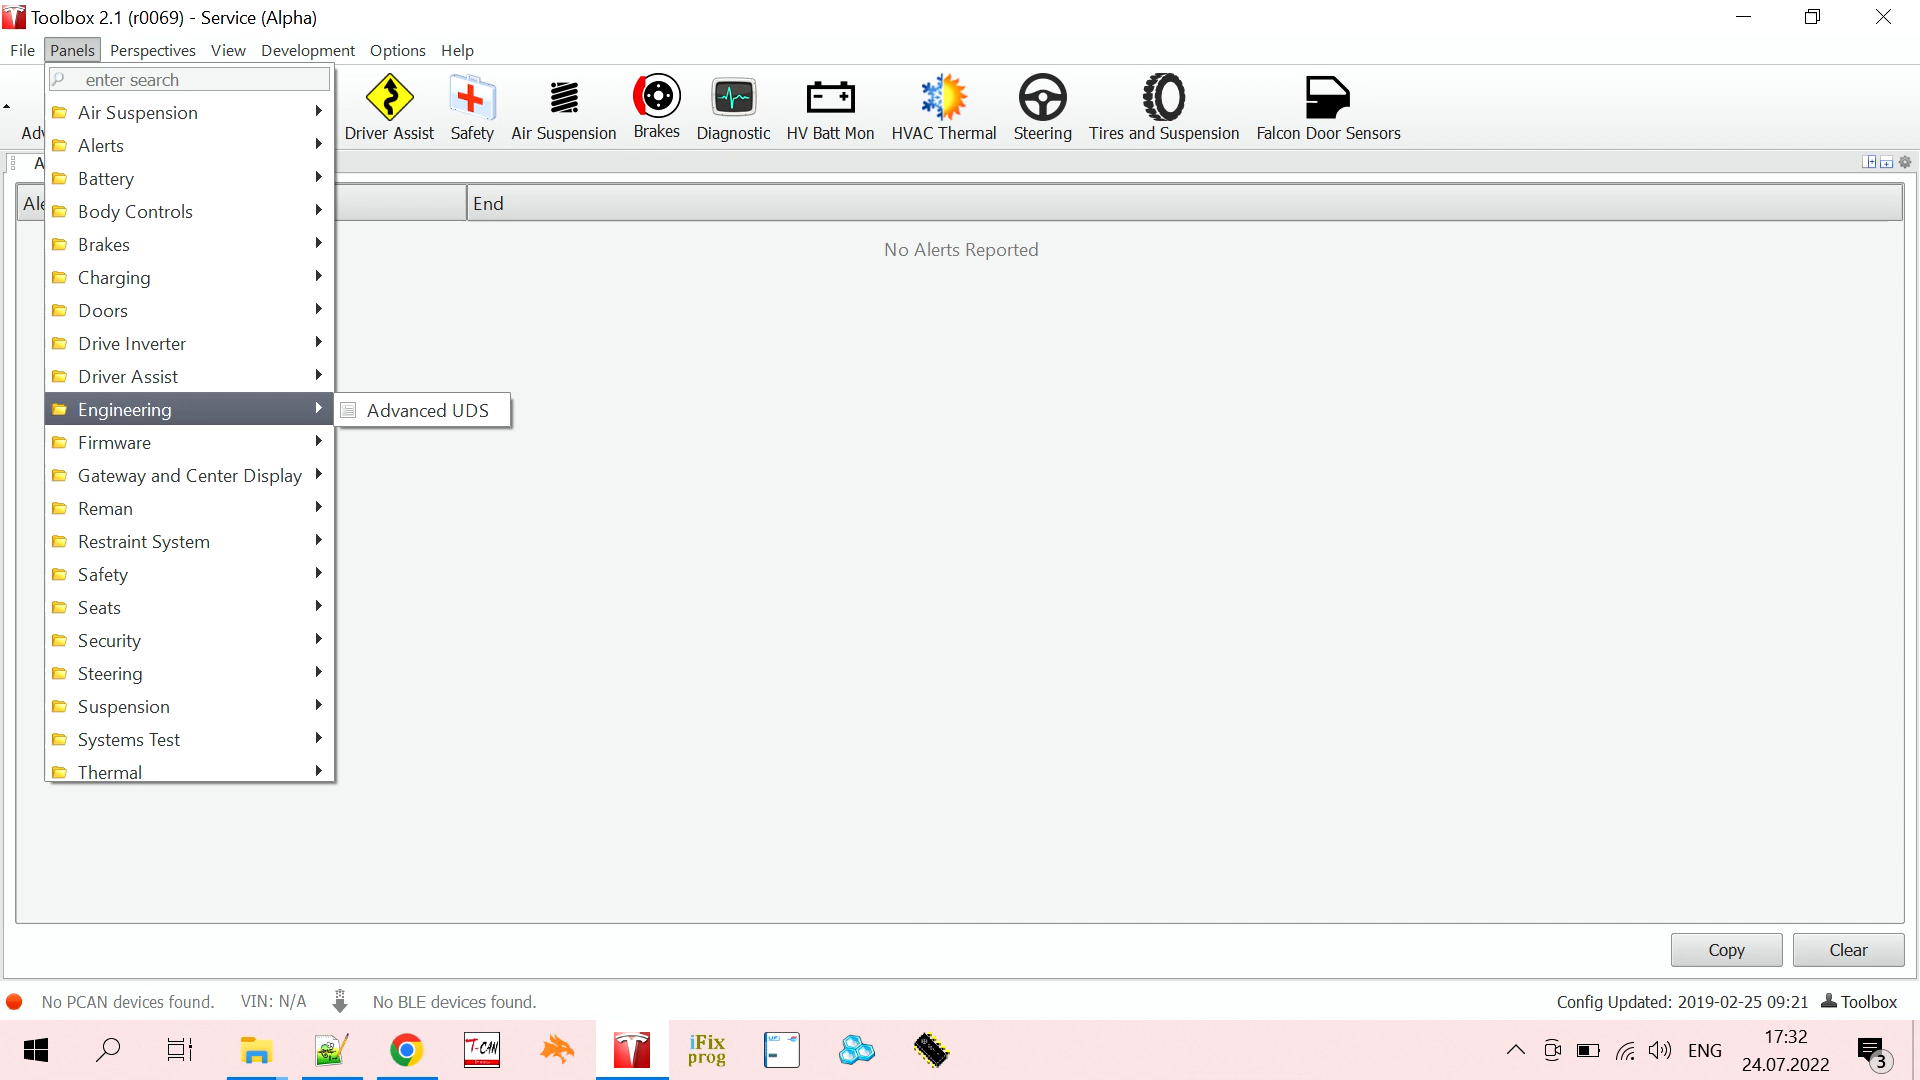 Toolbox 2.1 (r0069) - Service (Alpha)
File Panels Perspectives View Development Options Help
enter search
Adv
Driver Assist Safety Air Suspension Brakes Diagnostic HV Batt Mon HVAC Thermal Steering Tires and Suspension Falcon Door Sensors
A
Ale
End
No Alerts Reported
Air Suspension
Alerts
Battery
Body Controls
Brakes
Charging
Doors
Drive Inverter
Driver Assist
Engineering
Advanced UDS
Firmware
Gateway and Center Display
Reman
Restraint System
Safety
Seats
Security
Steering
Suspension
Systems Test
Thermal
Copy Clear
No PCAN devices found. VIN: N/A No BLE devices found. Config Updated: 2019-02-25 09:21 Toolbox
T-CAN
iFix
prog
ENG
17:32
24.07.2022
3